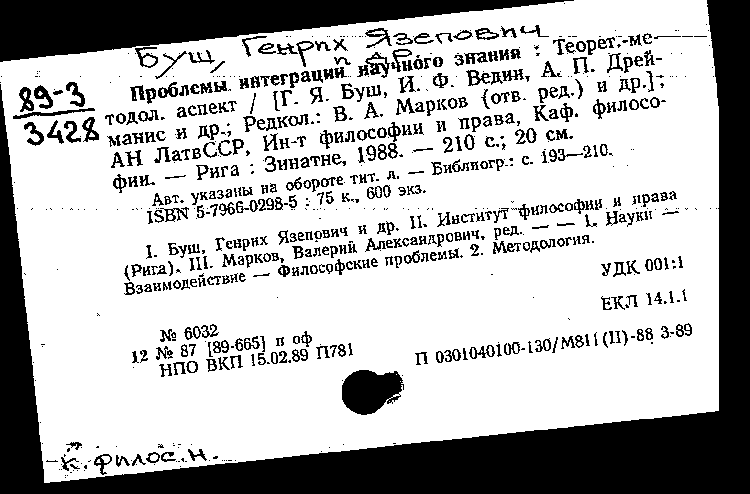 Буш, Генрих Язепович
и др.
89-3
3428
Проблемы интеграции научного знания : Теорет.-ме-
тодол. аспект / [Г. Я. Буш, И. Ф. Ведин, А. П. Дрей-
манис и др.; Редкол.: В. А. Марков (отв. ред.) и др.];
АН ЛатвССР, Ин-т философии и права, Каф. филосо-
фии. — Рига : Зинатне, 1988. — 210 с.; 20 см.
Авт. указаны на обороте тит. л. — Библиогр.: с. 193—210.
ISBN 5-7966-0298-5 : 75 к., 600 экз.
I. Буш, Генрих Язепович и др. II. Институт философии и права
(Рига). III. Марков, Валерий Александрович, ред. — — 1. Науки —
Взаимодействие — Философские проблемы. 2. Методология.
УДК 001:1
ЕКЛ 14.1.1
№ 6032
12 № 87 [89-665] п оф
НПО ВКП 15.02.89 П781
П 0301040100-130/М811(II)-88 3-89
К. филос. н.